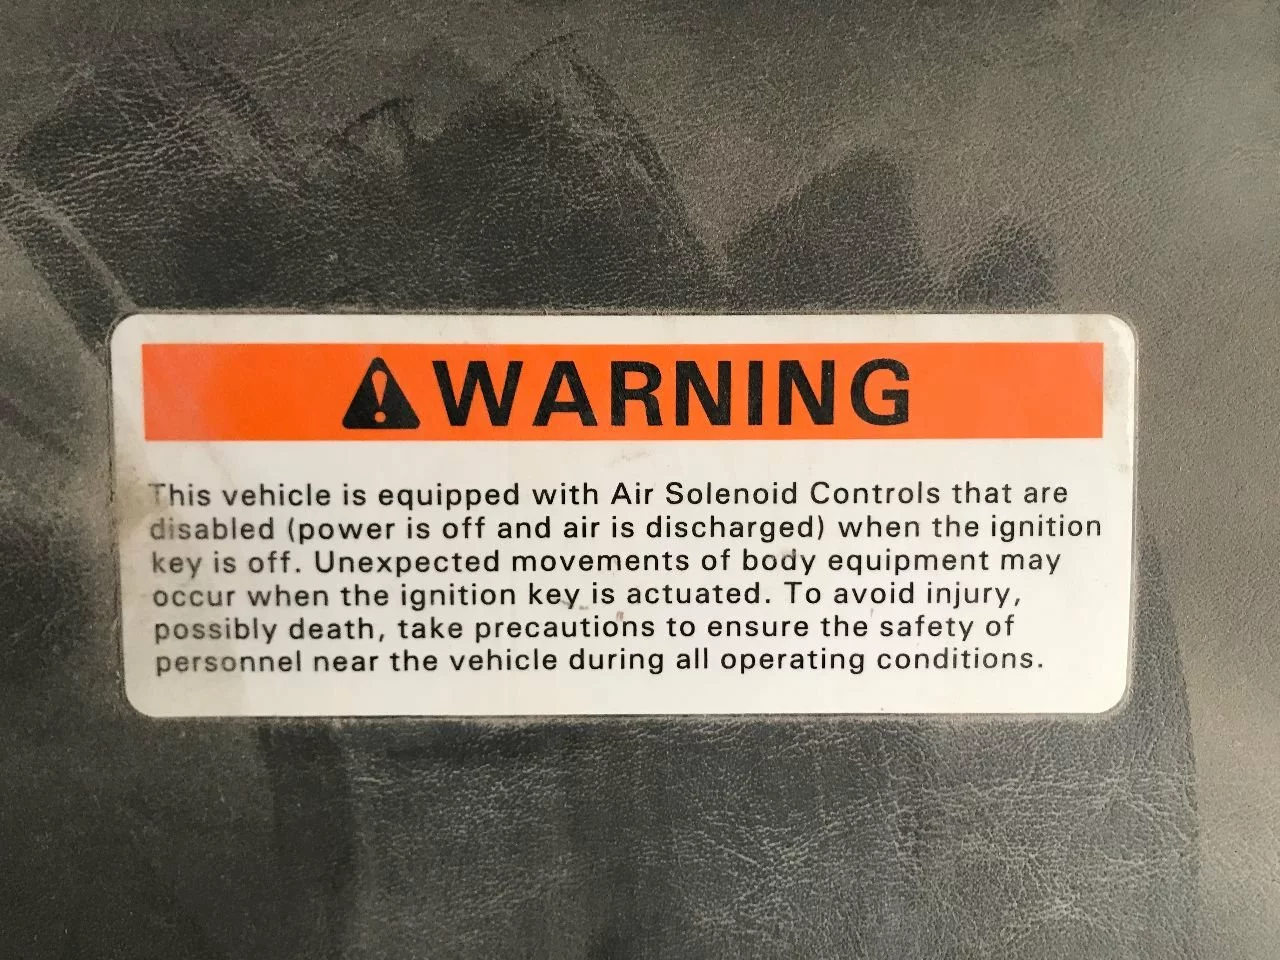 WARNING
This vehicle is equipped with Air Solenoid Controls that are
disabled (power is off and air is discharged) when the ignition
key is off. Unexpected movements of body equipment may
occur when the ignition key is actuated. To avoid injury,
possibly death, take precautions to ensure the safety of
personnel near the vehicle during all operating conditions.